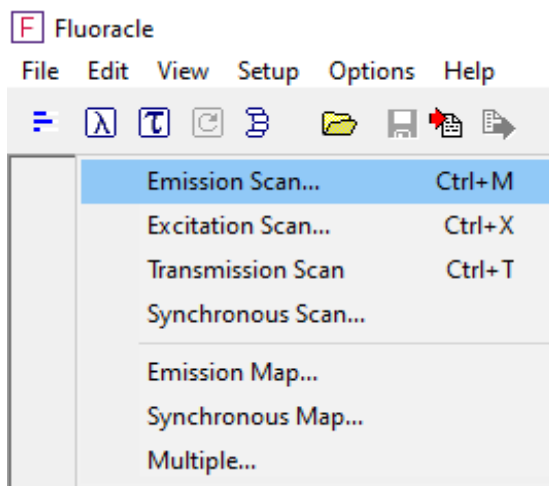 F Fluoracle
File Edit View Setup Options Help
λ τ C B
Emission Scan... Ctrl+M
Excitation Scan... Ctrl+X
Transmission Scan Ctrl+T
Synchronous Scan...
Emission Map...
Synchronous Map...
Multiple...